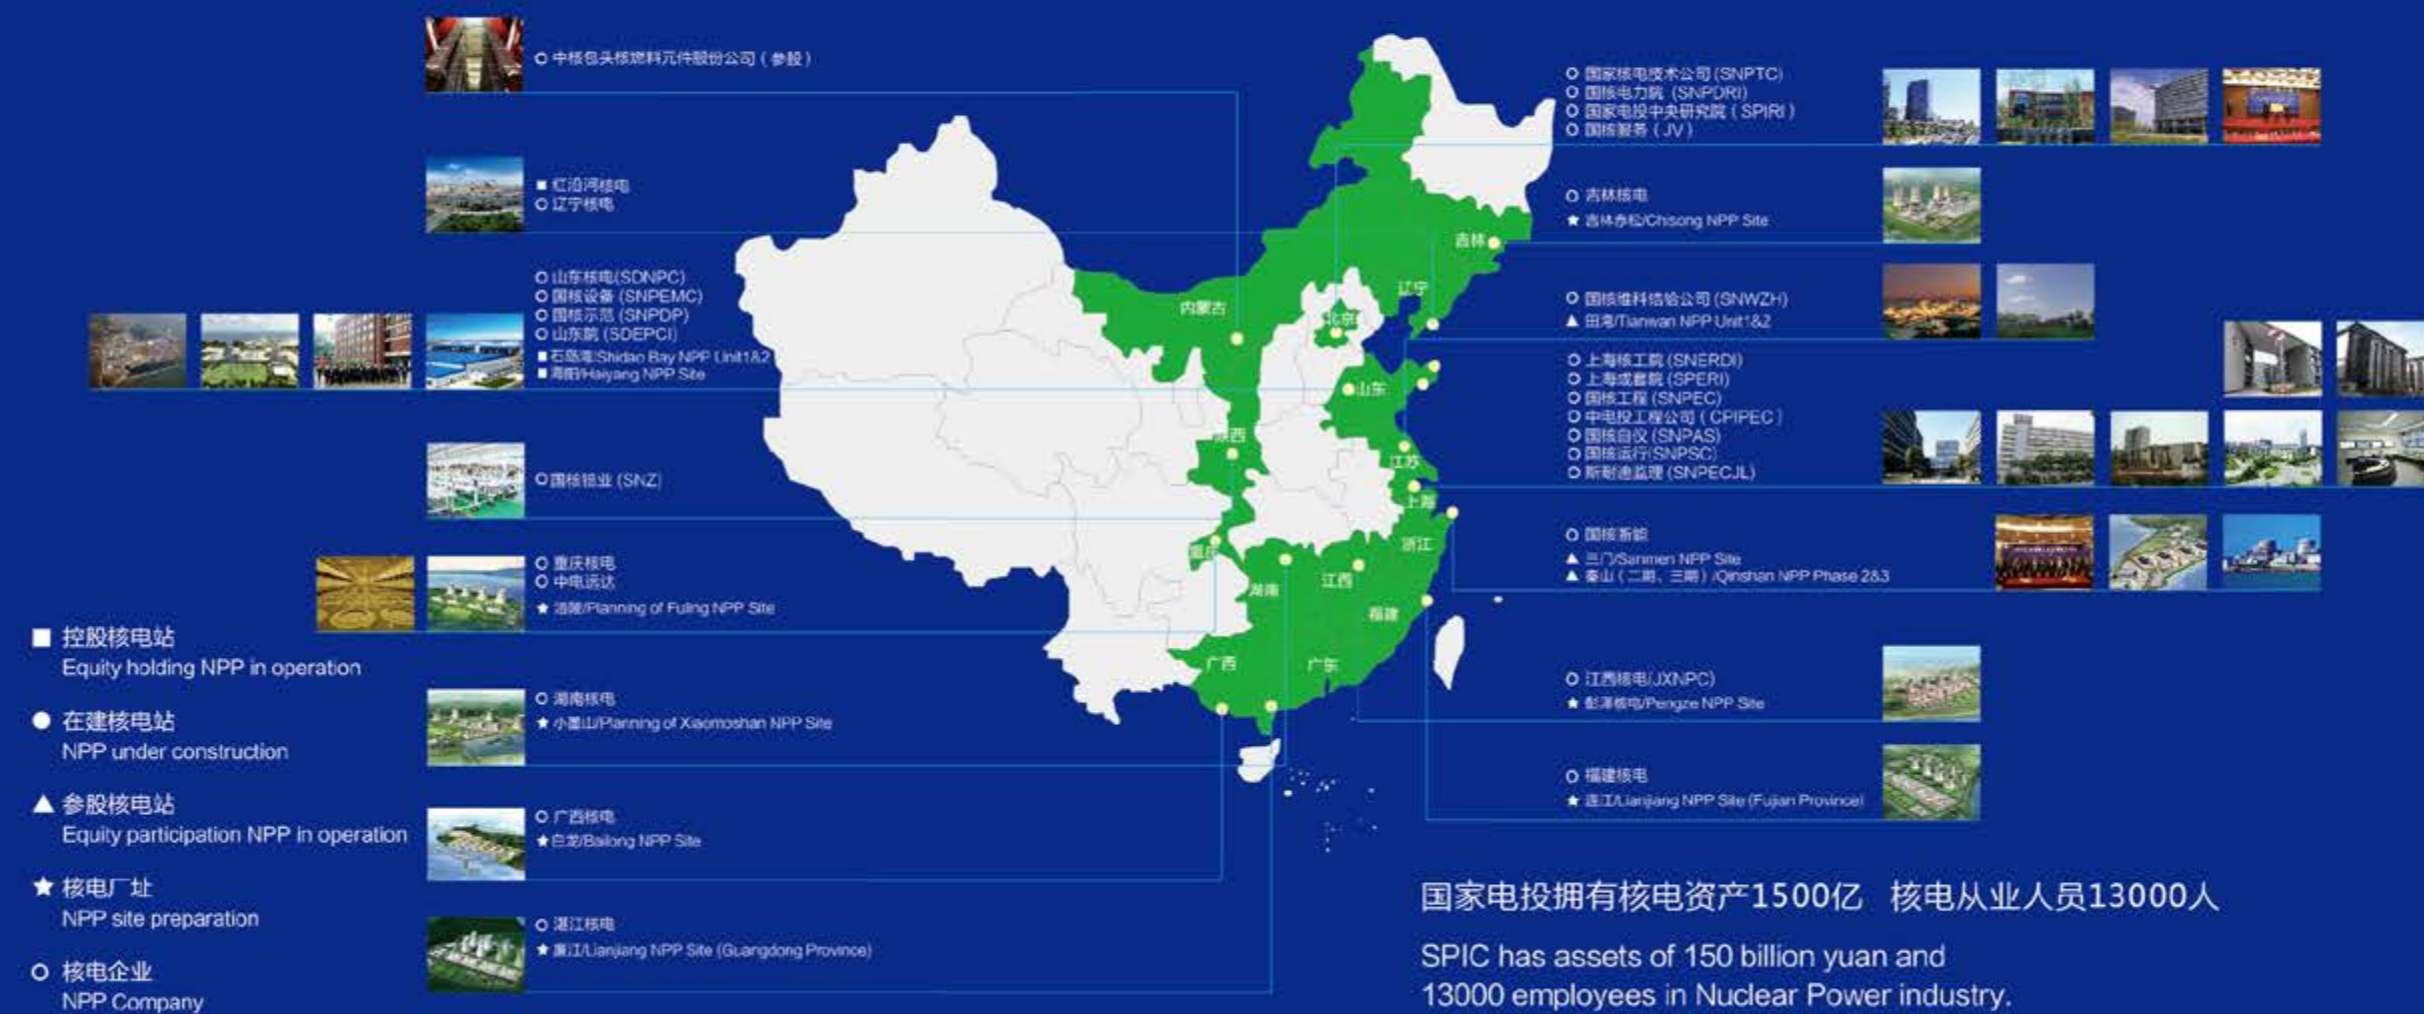 ○ 中核包头核燃料元件股份公司（参股）
■ 红沿河核电
○ 辽宁核电
○ 山东核电(SDNPC)
○ 国核设备 (SNPEMC)
○ 国核示范 (SNPDP)
○ 山东院 (SDEPCI)
■ 石岛湾/Shidao Bay NPP Unit1&2
■ 海阳/Haiyang NPP Site
○ 国核锆业 (SNZ)
○ 重庆核电
○ 中电远达
★ 涪陵/Planning of Fuling NPP Site
○ 湖南核电
★ 小墨山/Planning of Xiaomoshan NPP Site
○ 广西核电
★ 白龙/Bailong NPP Site
○ 湛江核电
★ 廉江/Lianjiang NPP Site (Guangdong Province)
■ 控股核电站
Equity holding NPP in operation
● 在建核电站
NPP under construction
▲ 参股核电站
Equity participation NPP in operation
★ 核电厂址
NPP site preparation
○ 核电企业
NPP Company
吉林
辽宁
内蒙古
北京
山东
陕西
江苏
上海
重庆
浙江
湖南
江西
福建
广西
广东
○ 国家核电技术公司(SNPTC)
○ 国核电力院 (SNPDRI)
○ 国家电投中央研究院（SPIRI）
○ 国核服务（JV）
○ 吉林核电
★ 吉林赤松/Chisong NPP Site
○ 国核维科锆铪公司(SNWZH)
▲ 田湾/Tianwan NPP Unit1&2
○ 上海核工院 (SNERDI)
○ 上海成套院 (SPERI)
○ 国核工程 (SNPEC)
○ 中电投工程公司（CPIPEC）
○ 国核自仪 (SNPAS)
○ 国核运行(SNPSC)
○ 斯耐迪监理 (SNPECJL)
○ 国核浙能
▲ 三门/Sanmen NPP Site
▲ 秦山（二期、三期）/Qinshan NPP Phase 2&3
○ 江西核电(JXNPC)
★ 彭泽核电/Pengze NPP Site
○ 福建核电
★ 连江/Lianjiang NPP Site (Fujian Province)
国家电投拥有核电资产1500亿 核电从业人员13000人
SPIC has assets of 150 billion yuan and
13000 employees in Nuclear Power industry.